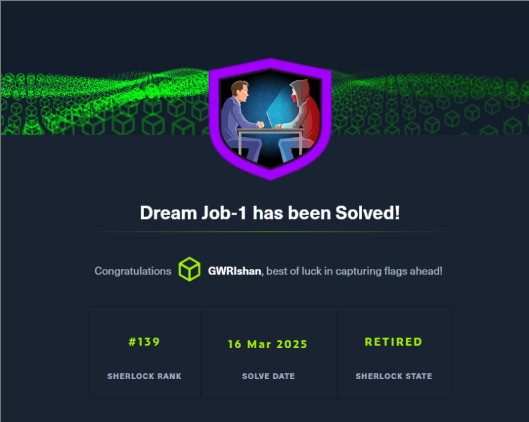 Dream Job-1 has been Solved!
Congratulations GWRIshan, best of luck in capturing flags ahead!
#139 16 Mar 2025 RETIRED
SHERLOCK RANK SOLVE DATE SHERLOCK STATE